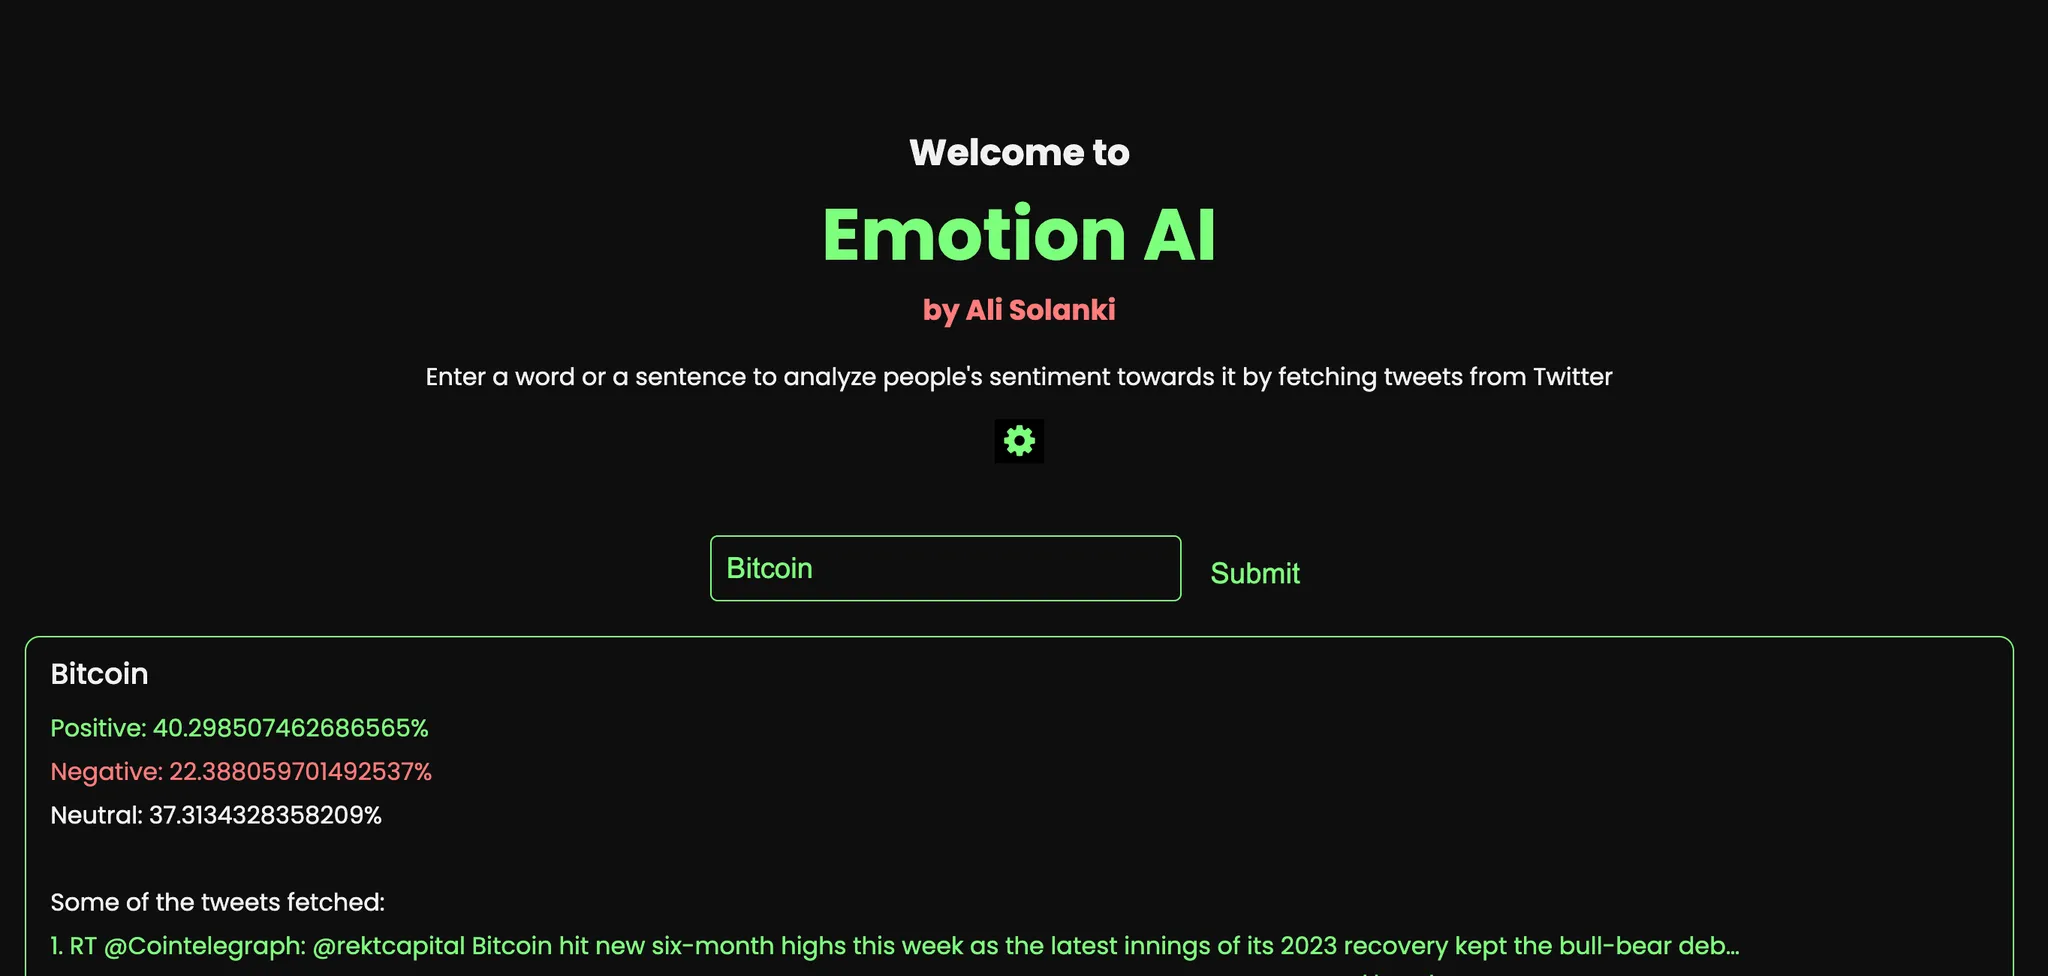 Welcome to
Emotion AI
by Ali Solanki
Enter a word or a sentence to analyze people's sentiment towards it by fetching tweets from Twitter
Bitcoin
Submit
Bitcoin
Positive: 40.298507462686565%
Negative: 22.388059701492537%
Neutral: 37.3134328358209%
Some of the tweets fetched:
1. RT @Cointelegraph: @rektcapital Bitcoin hit new six-month highs this week as the latest innings of its 2023 recovery kept the bull-bear deb…